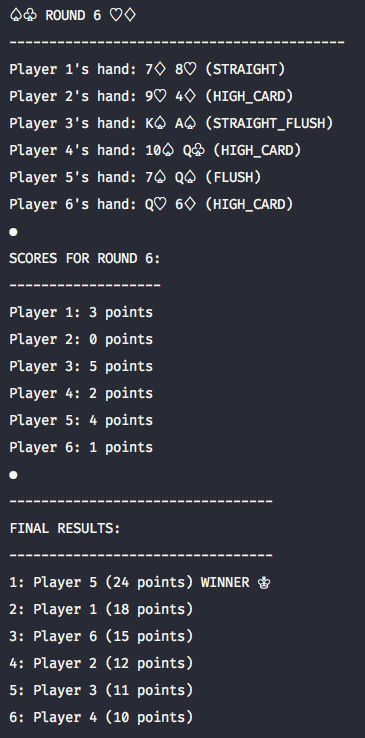 ♤♧ ROUND 6 ♡♢
------------------------------------------
Player 1's hand: 7♢ 8♡ (STRAIGHT)
Player 2's hand: 9♡ 4♢ (HIGH_CARD)
Player 3's hand: K♤ A♤ (STRAIGHT_FLUSH)
Player 4's hand: 10♤ Q♧ (HIGH_CARD)
Player 5's hand: 7♤ Q♤ (FLUSH)
Player 6's hand: Q♡ 6♢ (HIGH_CARD)
●
SCORES FOR ROUND 6:
-------------------
Player 1: 3 points
Player 2: 0 points
Player 3: 5 points
Player 4: 2 points
Player 5: 4 points
Player 6: 1 points
●
---------------------------------
FINAL RESULTS:
---------------------------------
1: Player 5 (24 points) WINNER ♔
2: Player 1 (18 points)
3: Player 6 (15 points)
4: Player 2 (12 points)
5: Player 3 (11 points)
6: Player 4 (10 points)